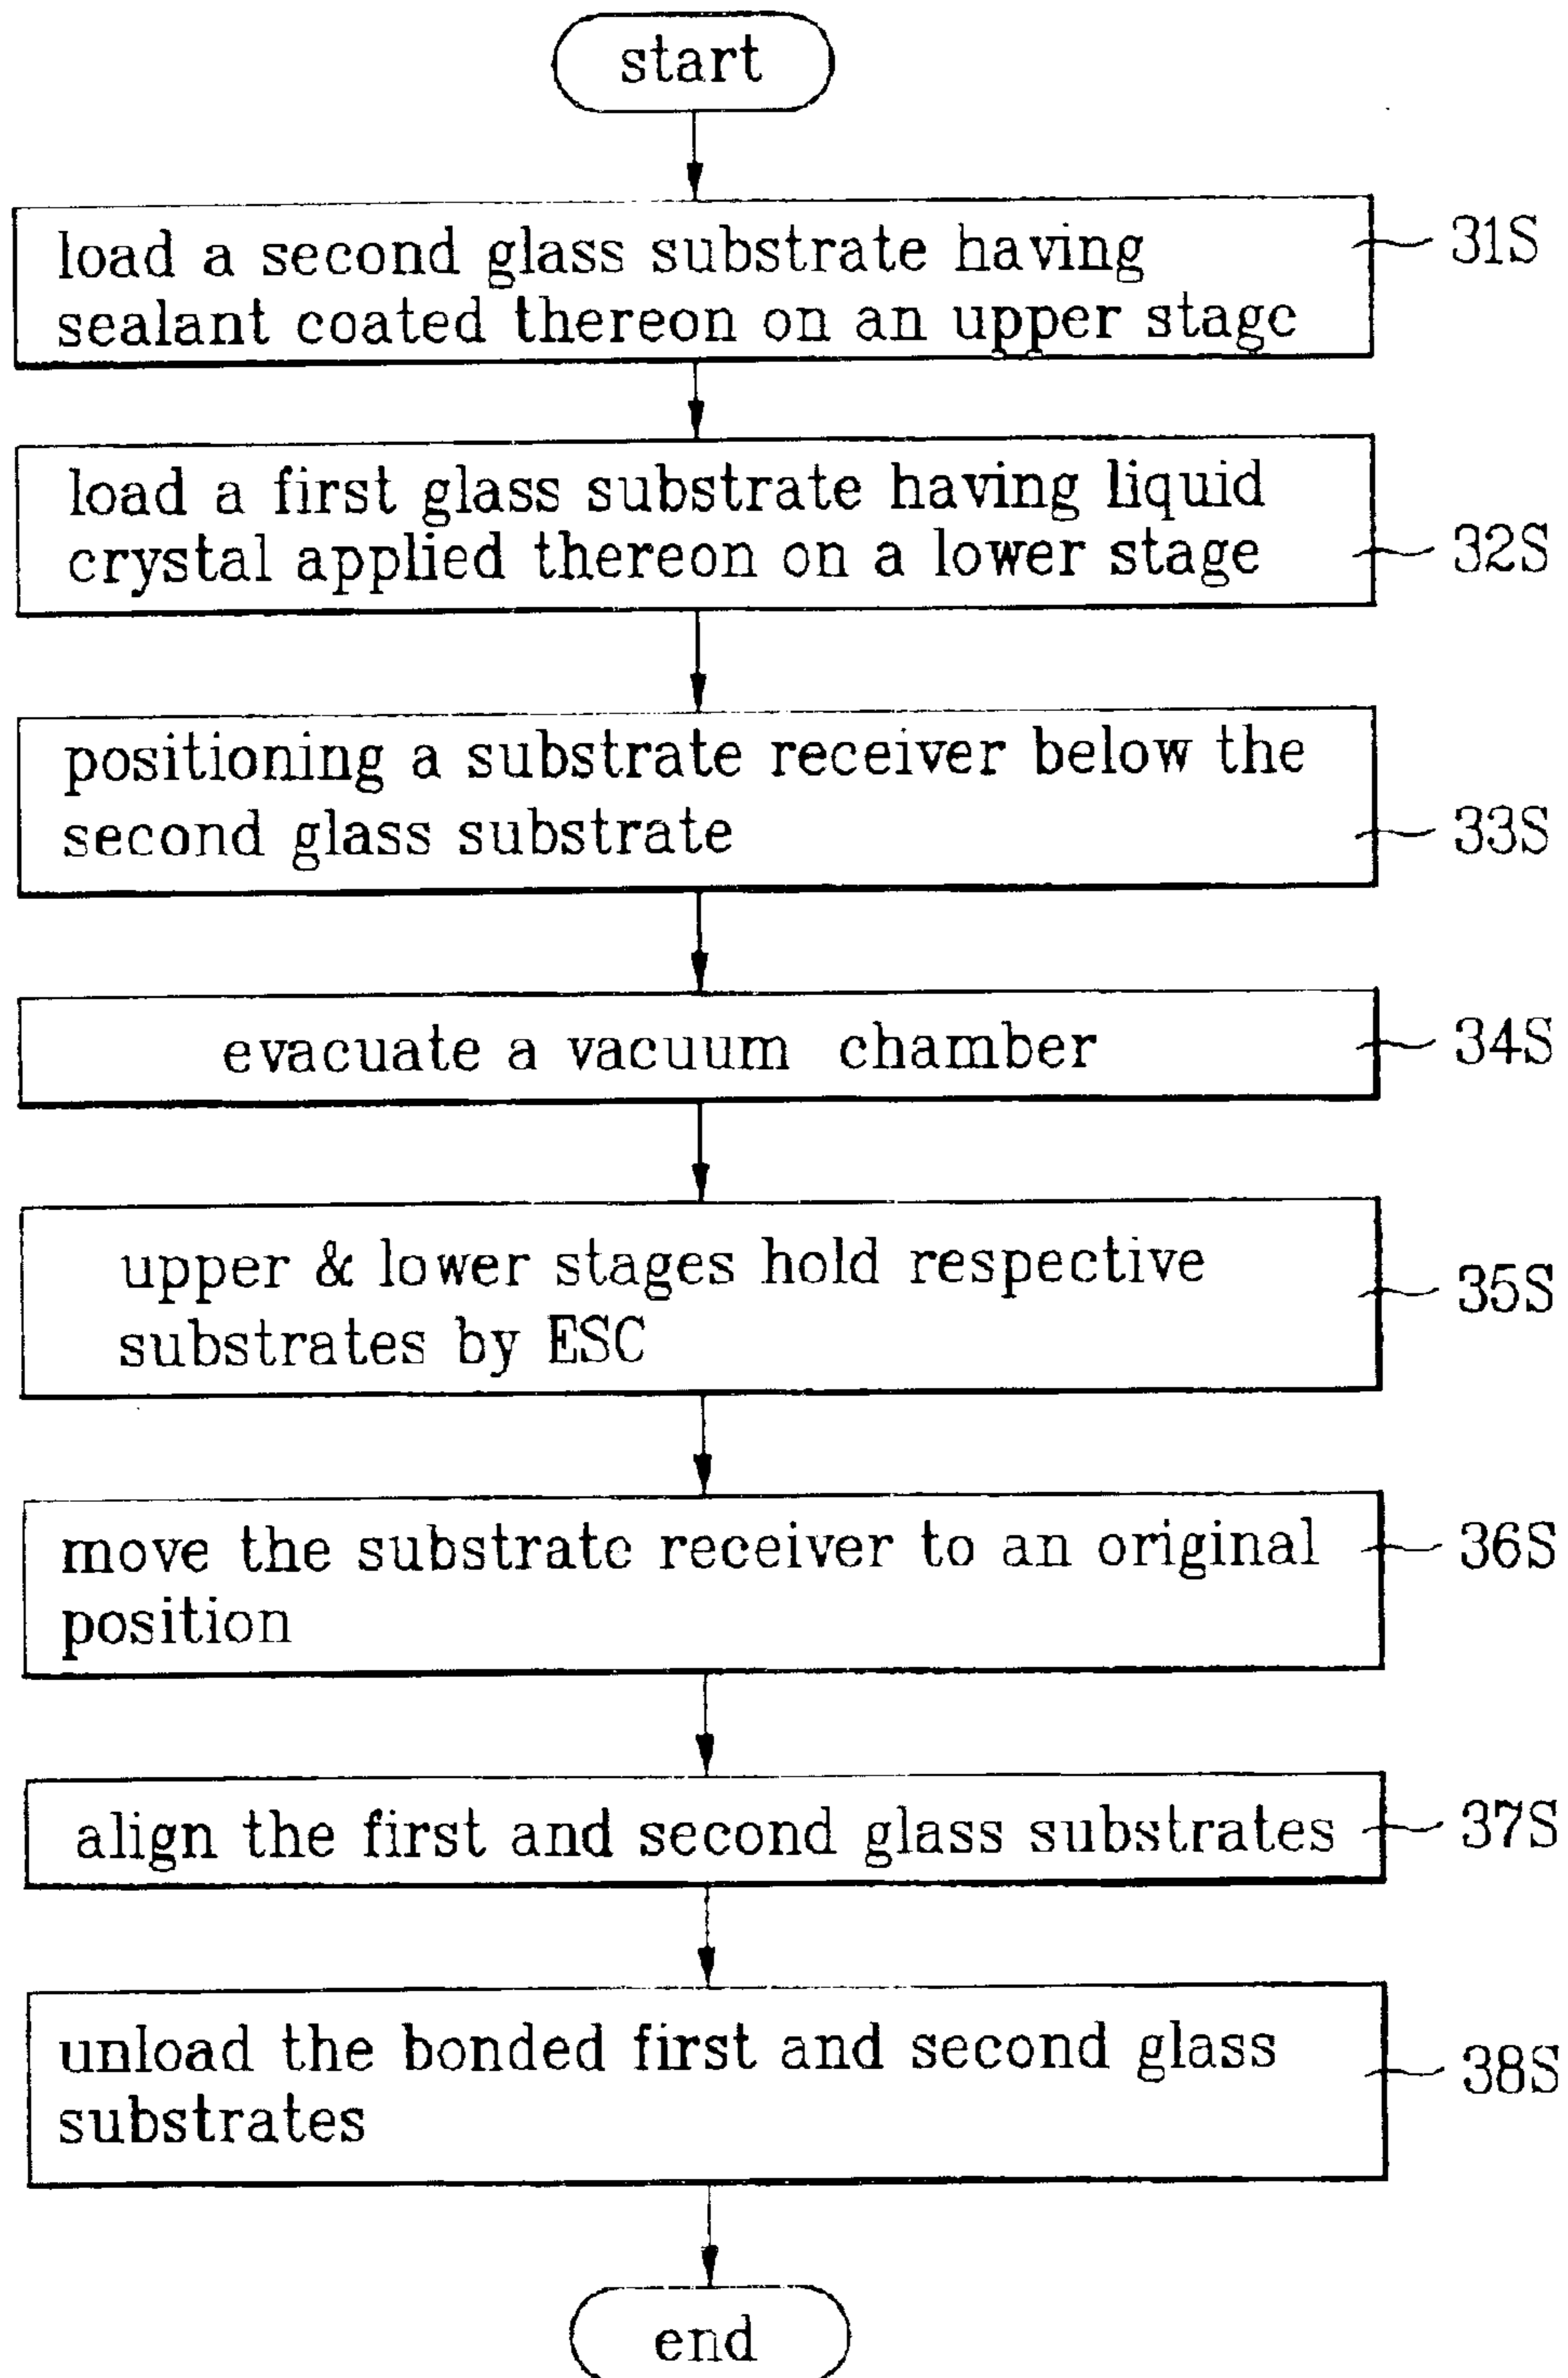 start
load a second glass substrate having
sealant coated thereon on an upper stage
31S
load a first glass substrate having liquid
crystal applied thereon on a lower stage
32S
positioning a substrate receiver below the
second glass substrate
33S
evacuate a vacuum chamber
34S
upper & lower stages hold respective
substrates by ESC
35S
move the substrate receiver to an original
position
36S
align the first and second glass substrates
37S
unload the bonded first and second glass
substrates
38S
end